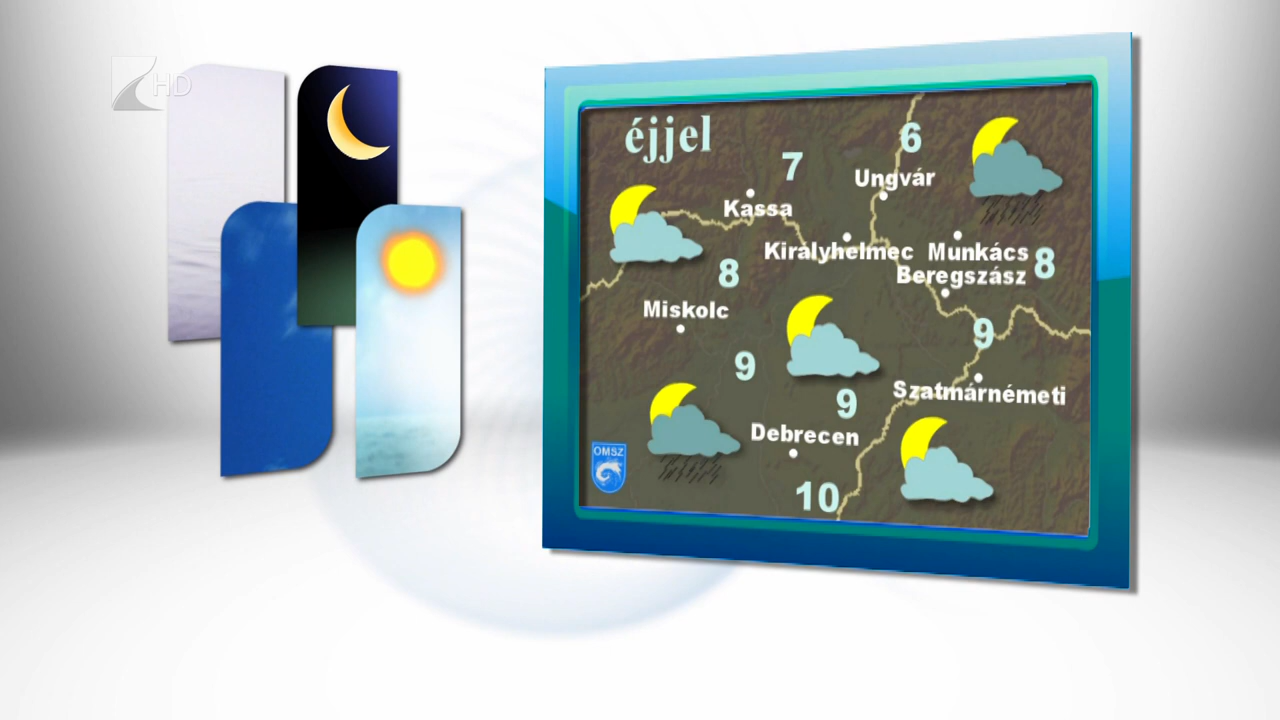 HD
éjjel
6
7
Ungvár
Kassa
Királyhelmec
Munkács
8
Beregszász
8
Miskolc
9
9
Szatmárnémeti
9
Debrecen
OMSZ
10